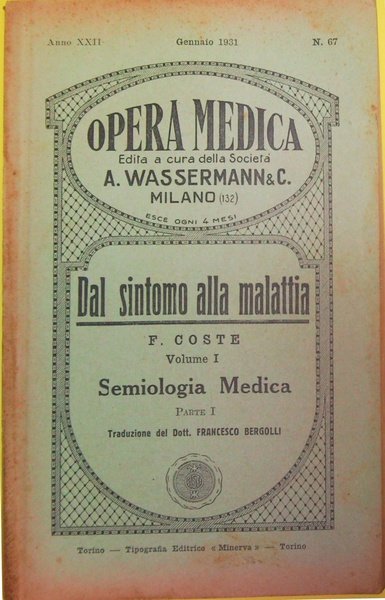 Anno XXII Gennaio 1931 N. 67
OPERA MEDICA
Edita a cura della Società
A. WASSERMANN & C.
MILANO (132)
ESCE OGNI 4 MESI
Dal sintomo alla malattia
F. COSTE
Volume I
Semiologia Medica
PARTE I
Traduzione del Dott. FRANCESCO BERGOLLI
Torino — Tipografia Editrice « Minerva » — Torino